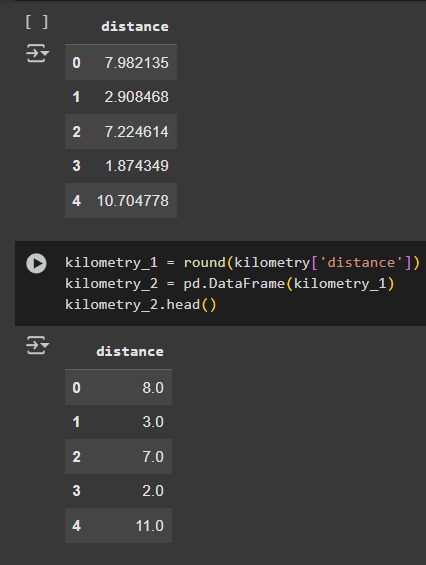 [ ]
distance
0 7.982135
1 2.908468
2 7.224614
3 1.874349
4 10.704778
kilometry_1 = round(kilometry['distance'])
kilometry_2 = pd.DataFrame(kilometry_1)
kilometry_2.head()
distance
0 8.0
1 3.0
2 7.0
3 2.0
4 11.0